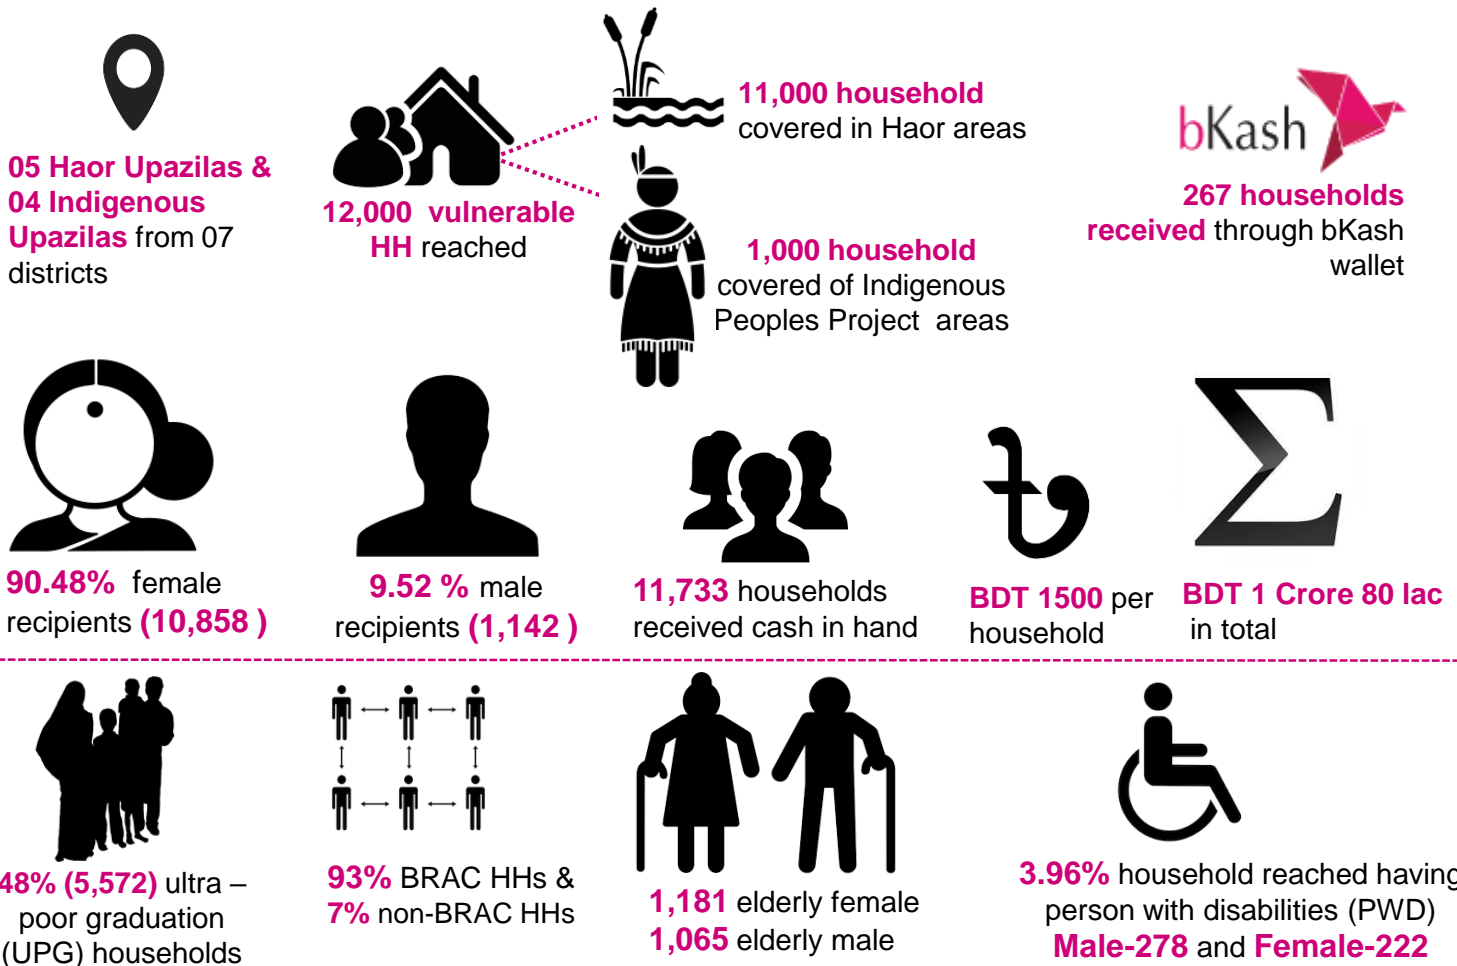 05 Haor Upazilas &
04 Indigenous
Upazilas from 07
districts
12,000 vulnerable
HH reached
11,000 household
covered in Haor areas
1,000 household
covered of Indigenous
Peoples Project areas
bKash
267 households
received through bKash
wallet
90.48% female
recipients (10,858 )
9.52 % male
recipients (1,142 )
11,733 households
received cash in hand
৳
BDT 1500 per
household
Σ
BDT 1 Crore 80 lac
in total
48% (5,572) ultra –
poor graduation
(UPG) households
93% BRAC HHs &
7% non-BRAC HHs
1,181 elderly female
1,065 elderly male
3.96% household reached having
person with disabilities (PWD)
Male-278 and Female-222